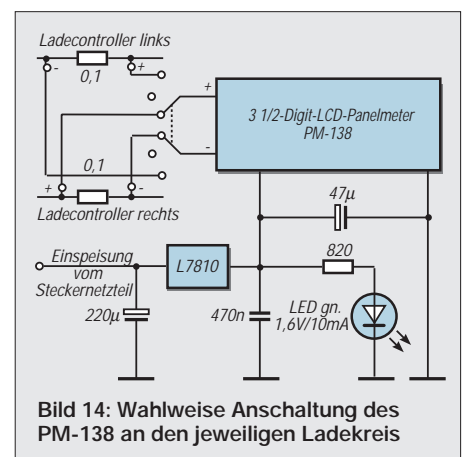 Ladecontroller links
- +
0,1
+
3 1/2-Digit-LCD-Panelmeter
PM-138
-
0,1
+ -
Ladecontroller rechts
47µ
Einspeisung
vom
Steckernetzteil
L7810
820
220µ
470n
LED gn.
1,6V/10mA
Bild 14: Wahlweise Anschaltung des
PM-138 an den jeweiligen Ladekreis